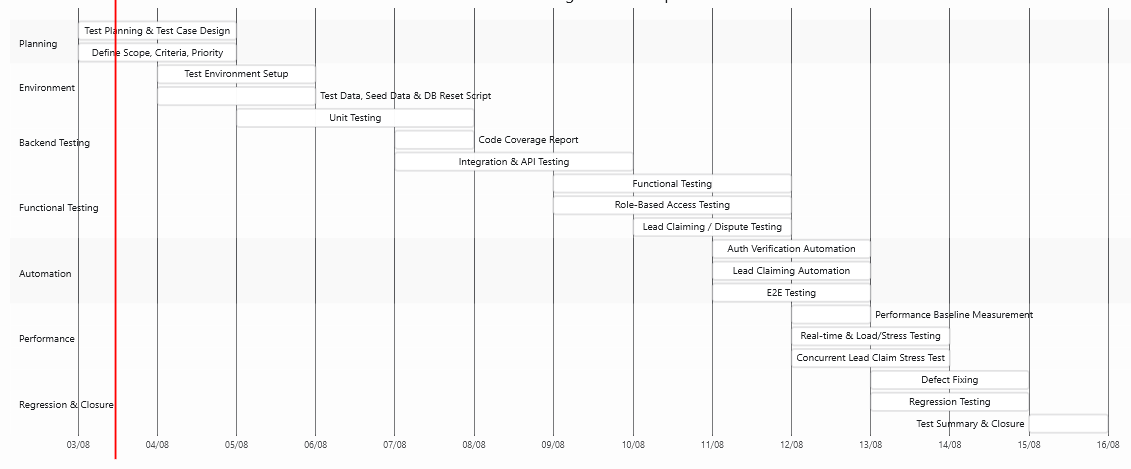 Planning
Test Planning & Test Case Design
Define Scope, Criteria, Priority
Environment
Test Environment Setup
Test Data, Seed Data & DB Reset Script
Backend Testing
Unit Testing
Code Coverage Report
Integration & API Testing
Functional Testing
Functional Testing
Role-Based Access Testing
Lead Claiming / Dispute Testing
Automation
Auth Verification Automation
Lead Claiming Automation
E2E Testing
Performance
Performance Baseline Measurement
Real-time & Load/Stress Testing
Concurrent Lead Claim Stress Test
Regression & Closure
Defect Fixing
Regression Testing
Test Summary & Closure
03/08 04/08 05/08 06/08 07/08 08/08 09/08 10/08 11/08 12/08 13/08 14/08 15/08 16/08